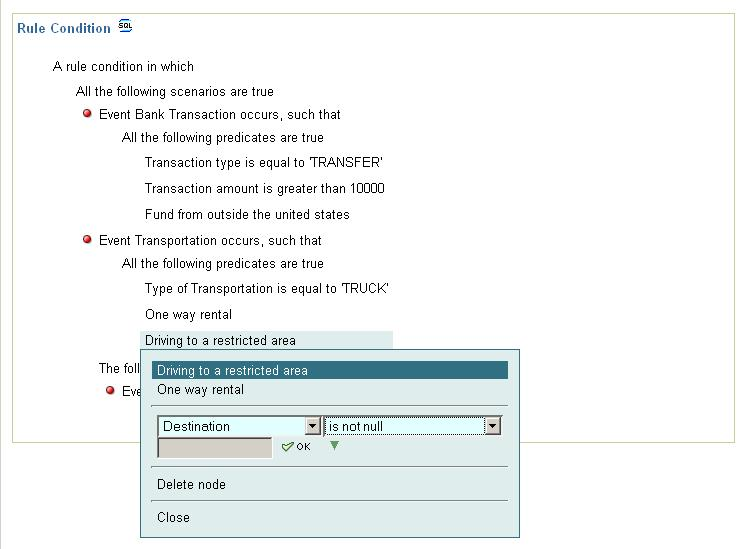 Rule Condition SQL
A rule condition in which
All the following scenarios are true
Event Bank Transaction occurs, such that
All the following predicates are true
Transaction type is equal to 'TRANSFER'
Transaction amount is greater than 10000
Fund from outside the united states
Event Transportation occurs, such that
All the following predicates are true
Type of Transportation is equal to 'TRUCK'
One way rental
Driving to a restricted area
The foll
Driving to a restricted area
One way rental
Eve
Destination is not null
OK
Delete node
Close